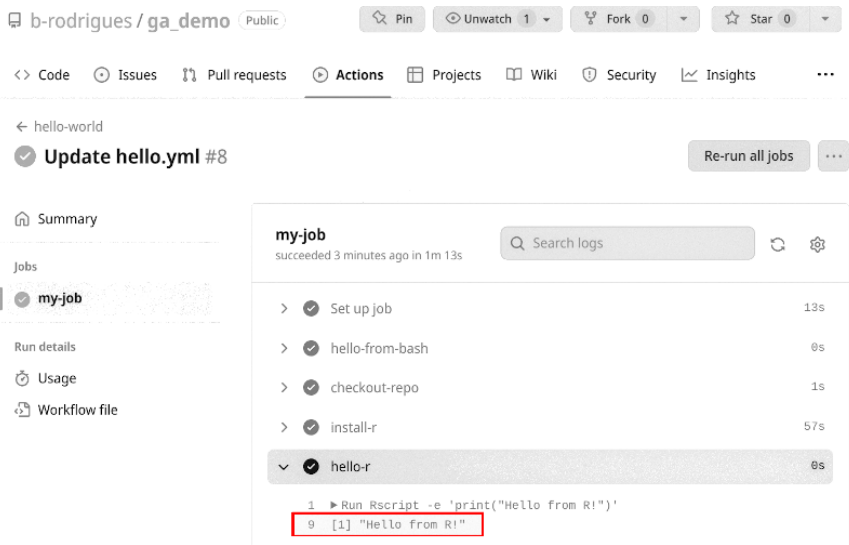 b-rodrigues / ga_demo Public Pin Unwatch 1 Fork 0 Star 0
Code Issues Pull requests Actions Projects Wiki Security Insights ...
← hello-world
Update hello.yml #8 Re-run all jobs ...
Summary
Jobs
my-job
Run details
Usage
Workflow file
my-job
succeeded 3 minutes ago in 1m 13s
Search logs
Set up job 13s
hello-from-bash 0s
checkout-repo 1s
install-r 57s
hello-r 0s
1 ▶ Run Rscript -e 'print("Hello from R!")'
9 [1] "Hello from R!"